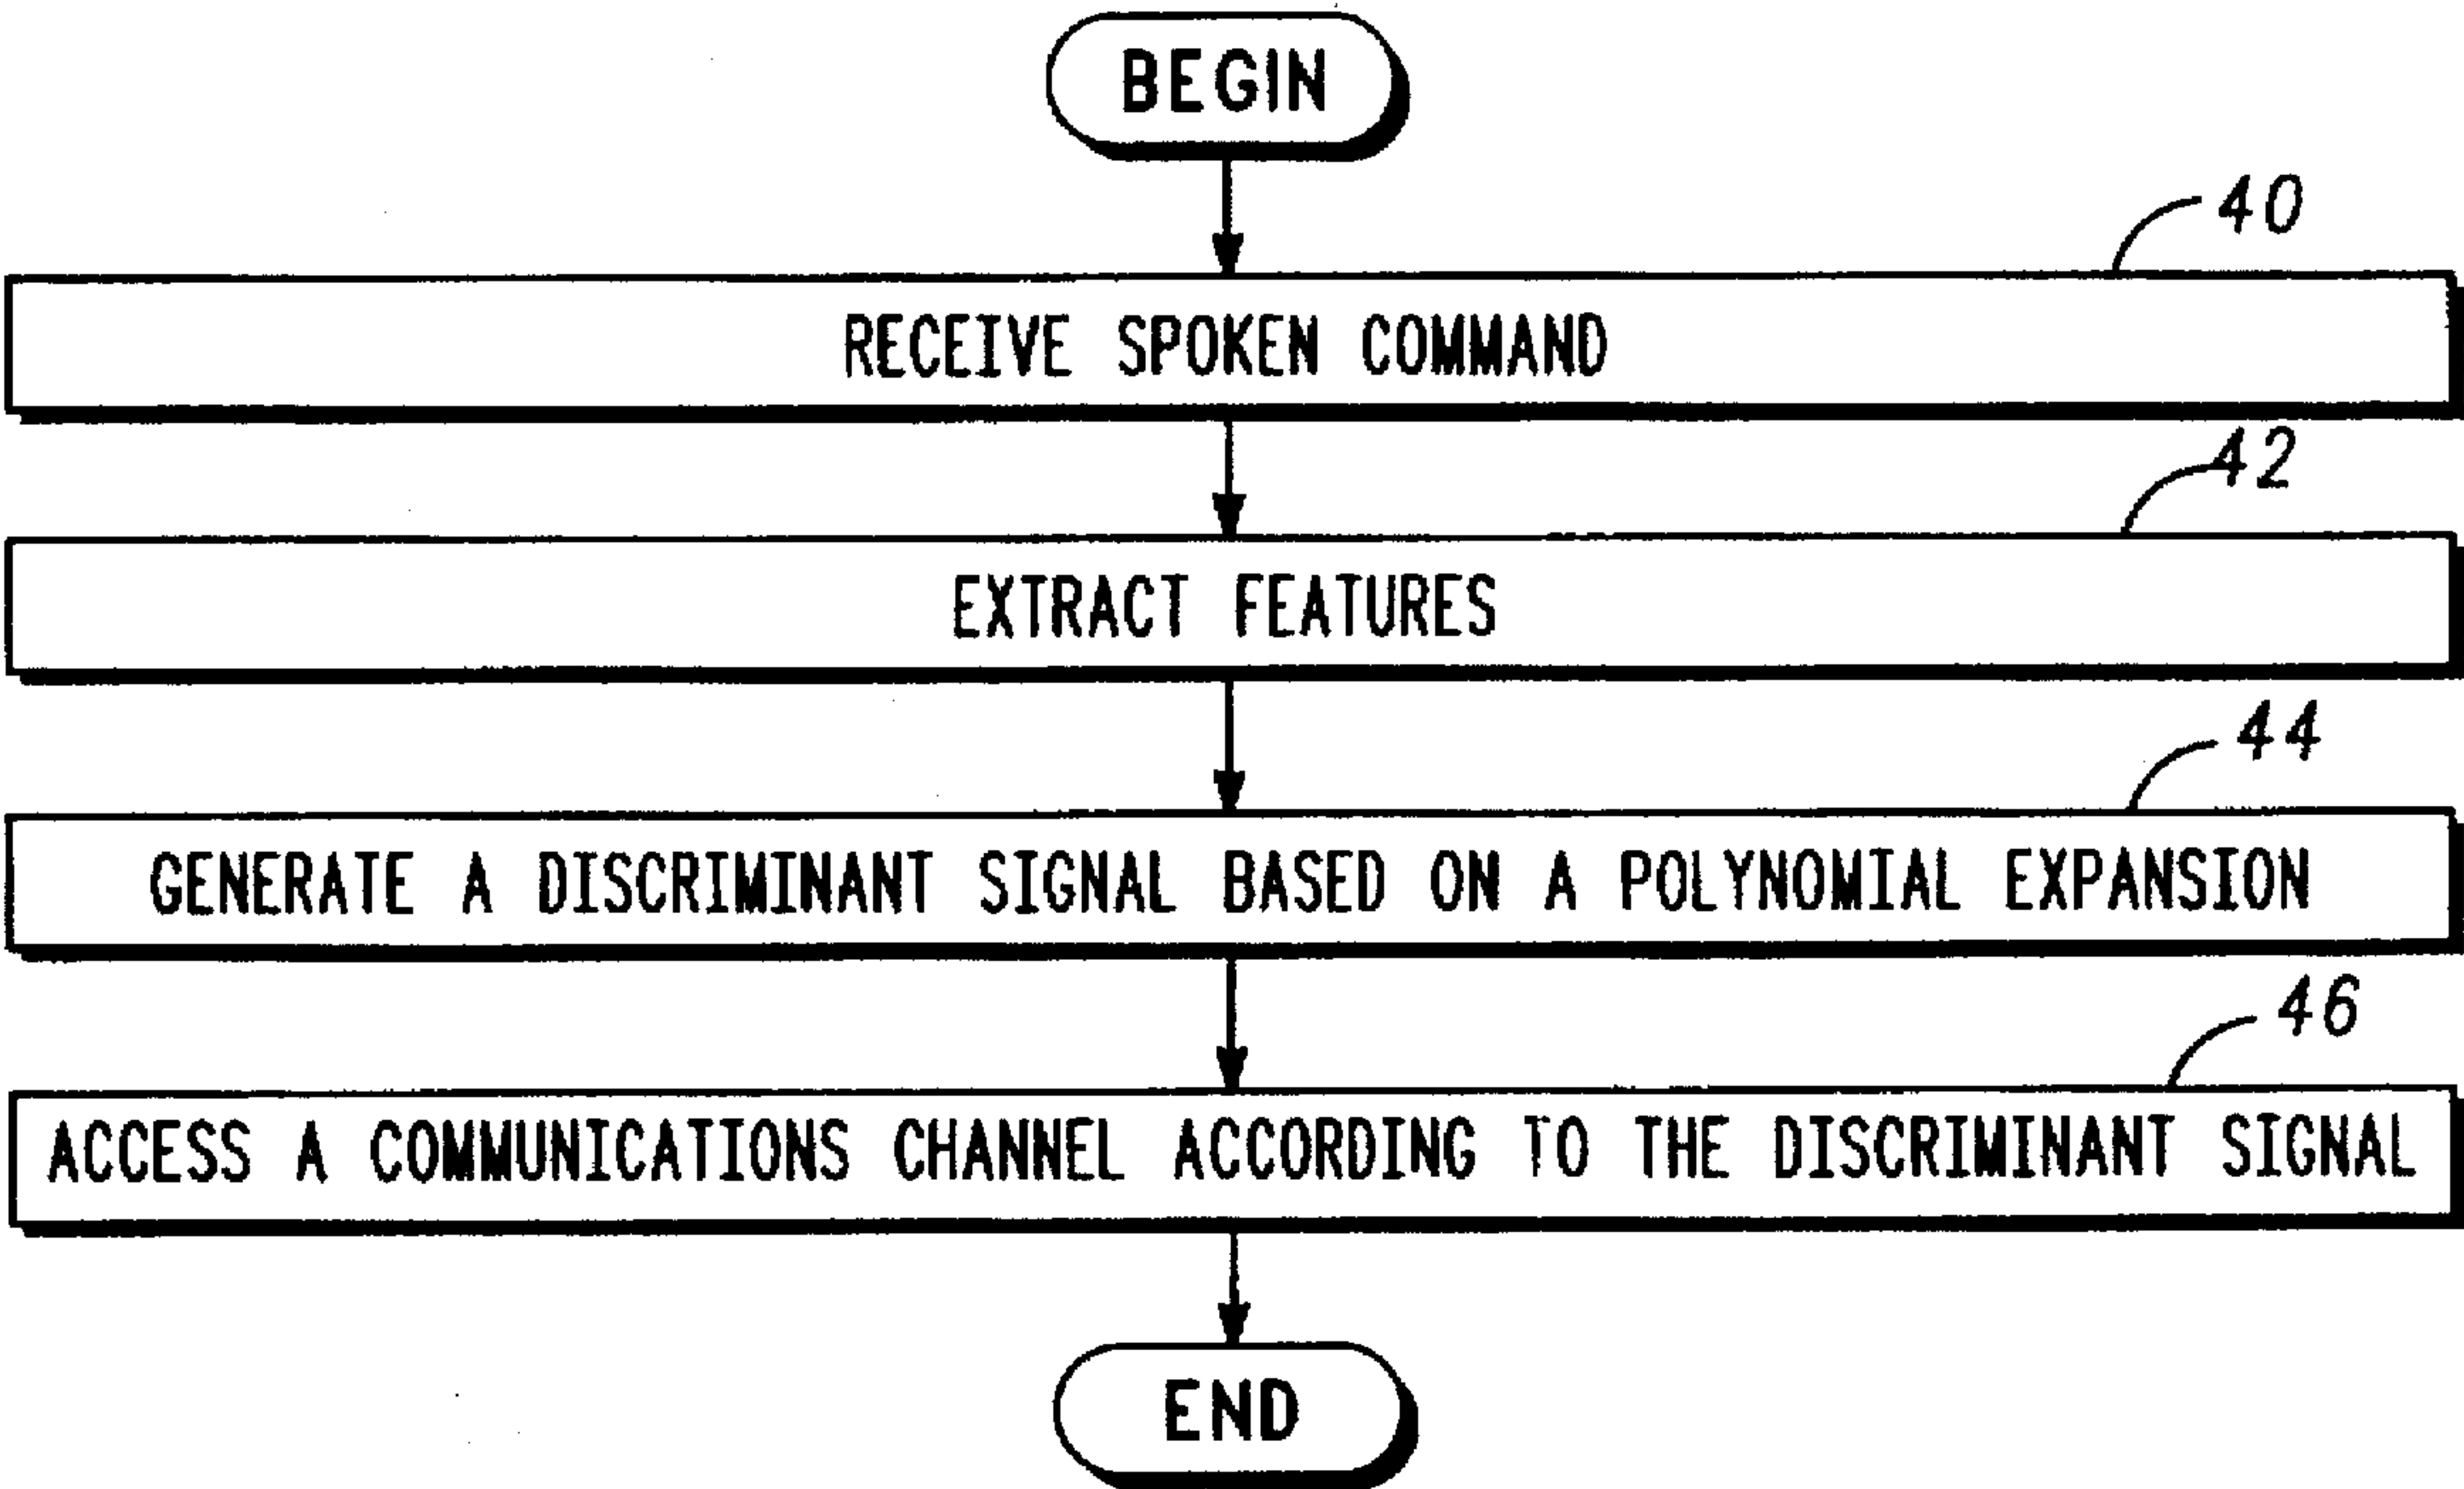 BEGIN
40
RECEIVE SPOKEN COMMAND
42
EXTRACT FEATURES
44
GENERATE A DISCRIMINANT SIGNAL BASED ON A POLYNOMIAL EXPANSION
46
ACCESS A COMMUNICATIONS CHANNEL ACCORDING TO THE DISCRIMINANT SIGNAL
END